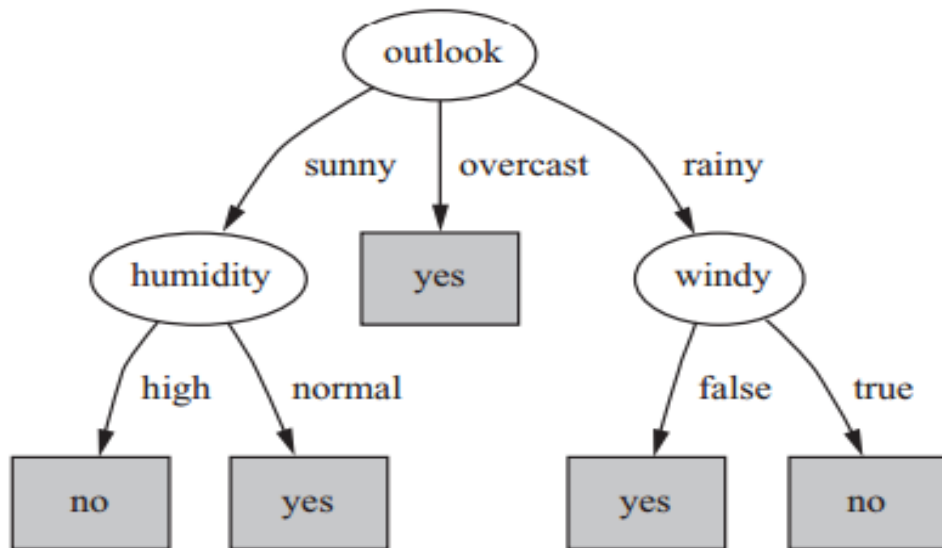 outlook
sunny overcast rainy
humidity yes windy
high normal false true
no yes yes no